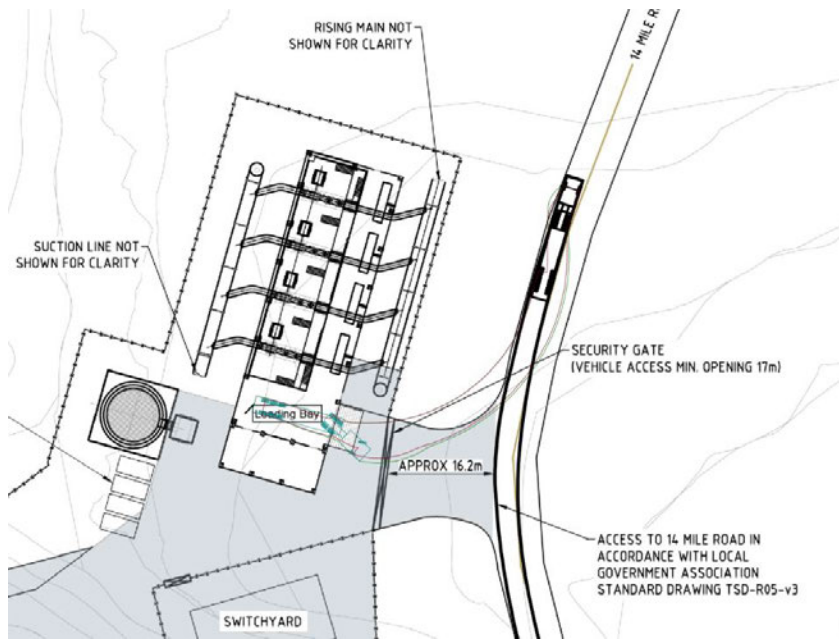 RISING MAIN NOT
SHOWN FOR CLARITY
14 MILE R
SUCTION LINE NOT
SHOWN FOR CLARITY
SECURITY GATE
(VEHICLE ACCESS MIN. OPENING 17m)
Loading Bay
APPROX 16.2m
ACCESS TO 14 MILE ROAD IN
ACCORDANCE WITH LOCAL
GOVERNMENT ASSOCIATION
STANDARD DRAWING TSD-R05-v3
SWITCHYARD